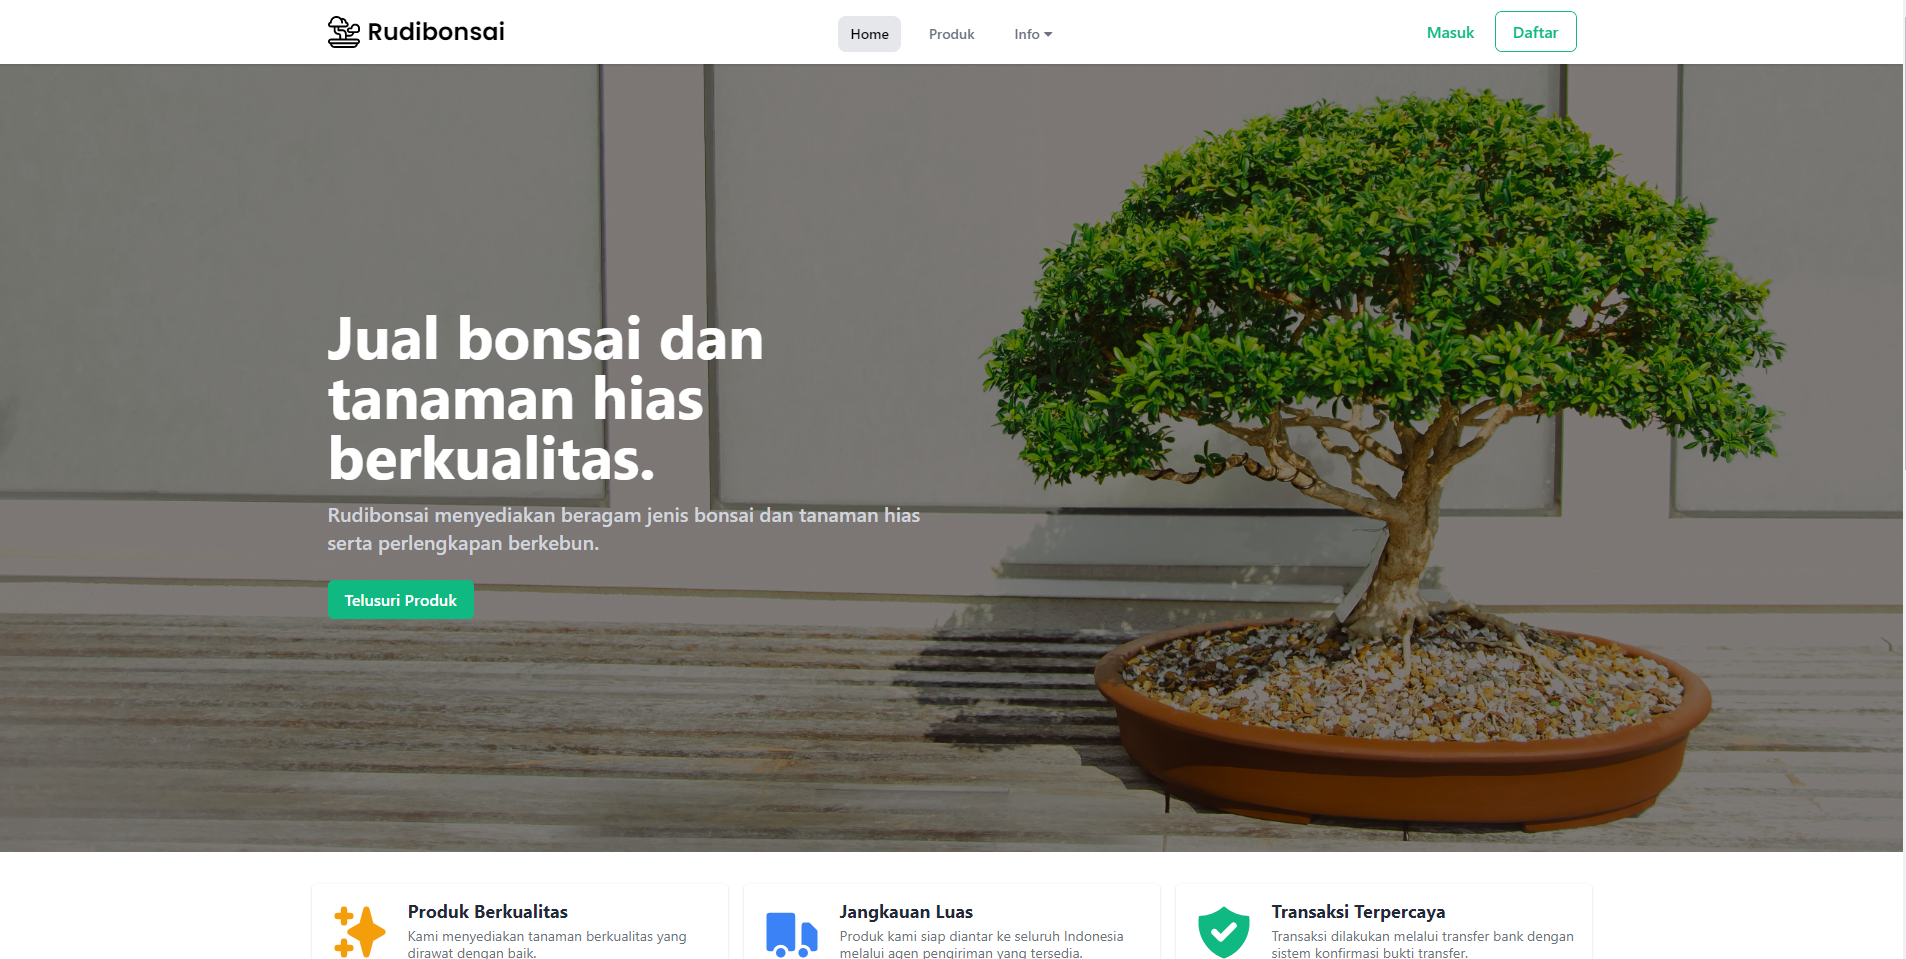 Rudibonsai
Home
Produk
Info
Masuk
Daftar
Jual bonsai dan
tanaman hias
berkualitas.
Rudibonsai menyediakan beragam jenis bonsai dan tanaman hias
serta perlengkapan berkebun.
Telusuri Produk
Produk Berkualitas
Kami menyediakan tanaman berkualitas yang
dirawat dengan baik.
Jangkauan Luas
Produk kami siap diantar ke seluruh Indonesia
melalui agen pengiriman yang tersedia.
Transaksi Terpercaya
Transaksi dilakukan melalui transfer bank dengan
sistem konfirmasi bukti transfer.